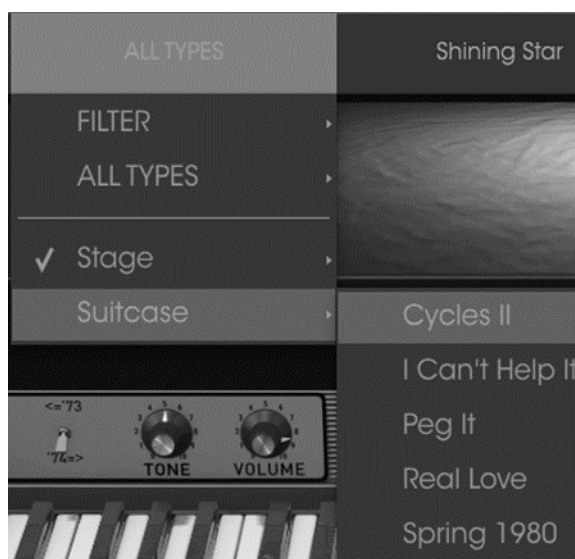 ALL TYPES
Shining Star
FILTER
ALL TYPES
Stage
Suitcase
Cycles II
I Can't Help It
Peg It
Real Love
Spring 1980
<='73
'74=>
TONE
VOLUME